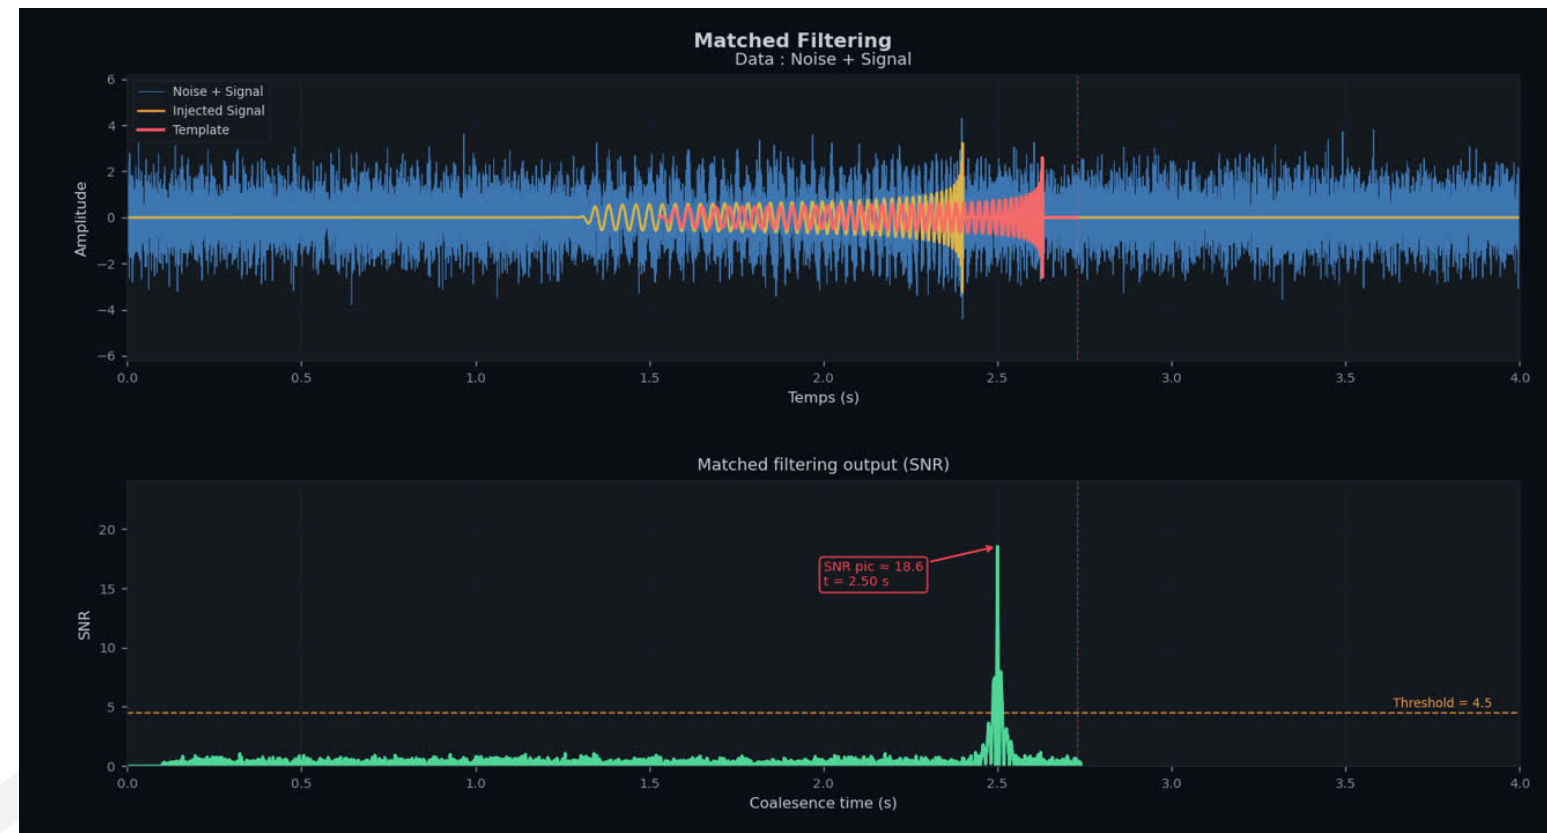 Matched Filtering
Data : Noise + Signal
Noise + Signal
Injected Signal
Template
Amplitude
6
4
2
0
−2
−4
−6
0.0 0.5 1.0 1.5 2.0 2.5 3.0 3.5 4.0
Temps (s)
Matched filtering output (SNR)
SNR
20
15
10
5
0
SNR pic ≈ 18.6
t = 2.50 s
Threshold = 4.5
0.0 0.5 1.0 1.5 2.0 2.5 3.0 3.5 4.0
Coalesence time (s)